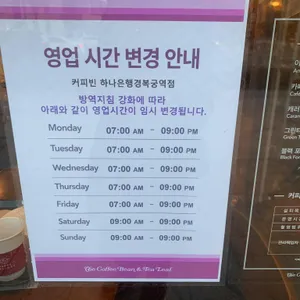 영업 시간 변경 안내
커피빈 하나은행경복궁역점
방역지침 강화에 따라
아래와 같이 영업시간이 임시 변경됩니다.
Monday 07:00 AM – 09:00 PM
Tuesday 07:00 AM – 09:00 PM
Wednesday 07:00 AM – 09:00 PM
Thursday 07:00 AM – 09:00 PM
Friday 07:00 AM – 09:00 PM
Saturday 09:00 AM – 09:00 PM
Sunday 09:00 AM – 09:00 PM
The Coffee Bean & Tea Leaf